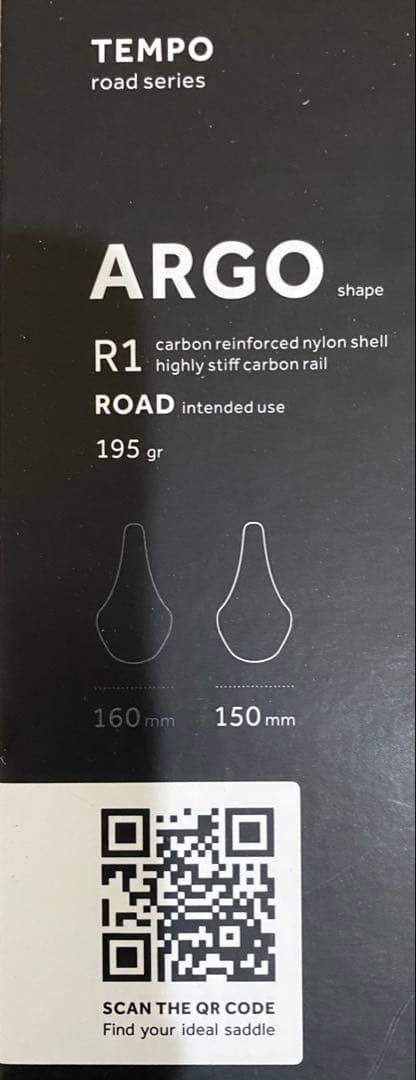 TEMPO
road series
ARGO shape
R1 carbon reinforced nylon shell
highly stiff carbon rail
ROAD intended use
195 gr
160 mm 150 mm
SCAN THE QR CODE
Find your ideal saddle